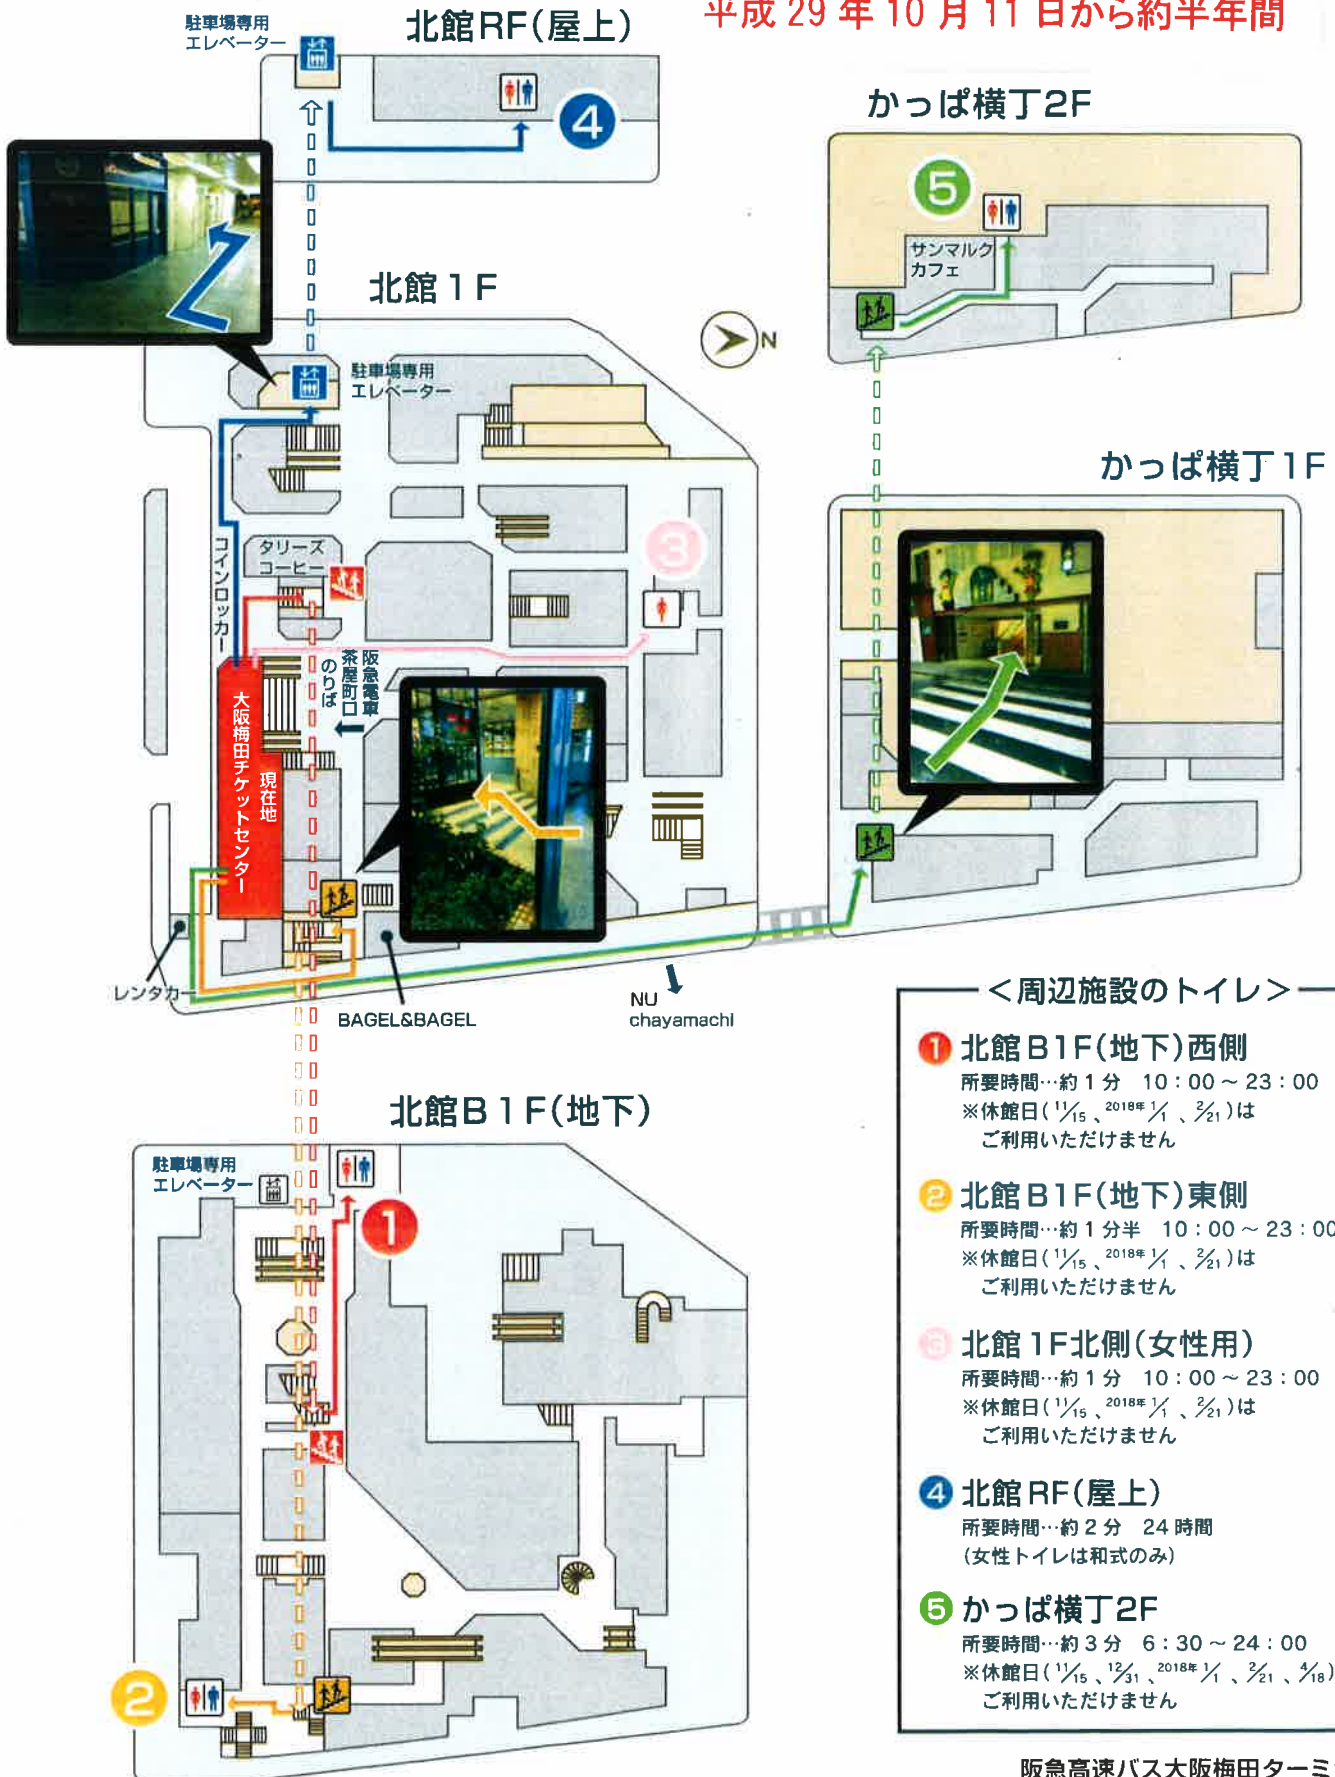 平成 29 年 10 月 11 日から約半年間
駐車場専用
エレベーター
北館RF(屋上)
4
かっぱ横丁2F
5
サンマルク
カフェ
北館 1F
N
駐車場専用
エレベーター
かっぱ横丁1F
タリーズ
コーヒー
コインロッカー
3
阪急電車
茶屋町口
のりば
大阪梅田チケットセンター
現在地
レンタカー
BAGEL&BAGEL
NU
chayamachi
北館B1F(地下)
駐車場専用
エレベーター
1
2
<周辺施設のトイレ>
1 北館B1F(地下)西側
所要時間…約1分 10:00~23:00
※休館日(11/15、2018年1/1、2/21)は
ご利用いただけません
2 北館B1F(地下)東側
所要時間…約1分半 10:00~23:00
※休館日(11/15、2018年1/1、2/21)は
ご利用いただけません
3 北館1F北側(女性用)
所要時間…約1分 10:00~23:00
※休館日(11/15、2018年1/1、2/21)は
ご利用いただけません
4 北館RF(屋上)
所要時間…約2分 24時間
(女性トイレは和式のみ)
5 かっぱ横丁2F
所要時間…約3分 6:30~24:00
※休館日(11/15、12/31、2018年1/1、2/21、4/18)
ご利用いただけません
阪急高速バス大阪梅田ターミ